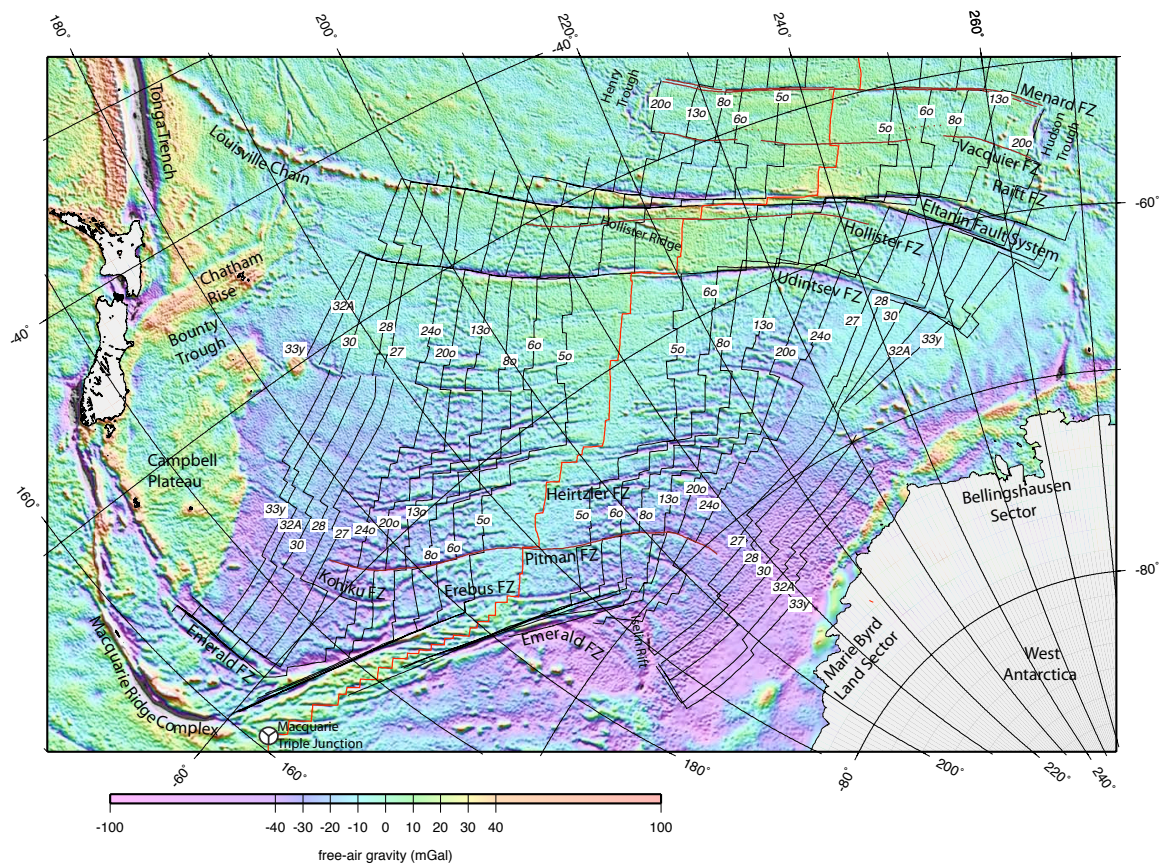 180°
200°
220°
-40°
240°
260°
Tonga Trench
Louisville Chain
Henry
Trough
20o
13o
8o
6o
5o
5o
6o
8o
13o
20o
Menard FZ
Hudson
Trough
Vacquier FZ
Raitt FZ
-60°
Eltanin Fault System
Hollister Ridge
Hollister FZ
Udintsev FZ
Chatham
Rise
Bounty
Trough
-40°
33y
32A
30
28
27
24o
20o
13o
8o
6o
5o
6o
5o
8o
13o
20o
24o
27
28
30
32A
33y
Campbell
Plateau
160°
33y
32A
30
28
27
24o
20o
13o
8o
6o
5o
Heirtzler FZ
5o
6o
8o
13o
20o
24o
27
28
30
32A
33y
Bellingshausen
Sector
-80°
Pitman FZ
Kohiku FZ
Erebus FZ
Emerald FZ
Emerald FZ
Iselin Rift
Macquarie Ridge Complex
Macquarie
Triple Junction
Marie Byrd
Land Sector
West
Antarctica
-60°
160°
180°
-80°
200°
220°
240°
-100
-40
-30
-20
-10
0
10
20
30
40
100
free-air gravity (mGal)